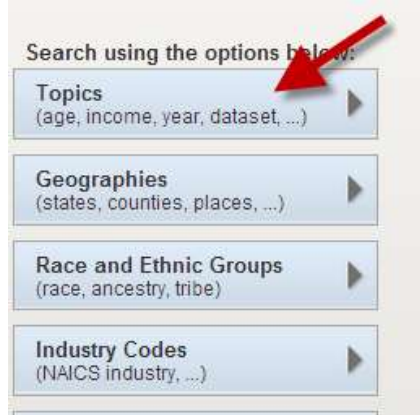 Search using the options below:
Topics
(age, income, year, dataset, ...)
Geographies
(states, counties, places, ...)
Race and Ethnic Groups
(race, ancestry, tribe)
Industry Codes
(NAICS industry, ...)